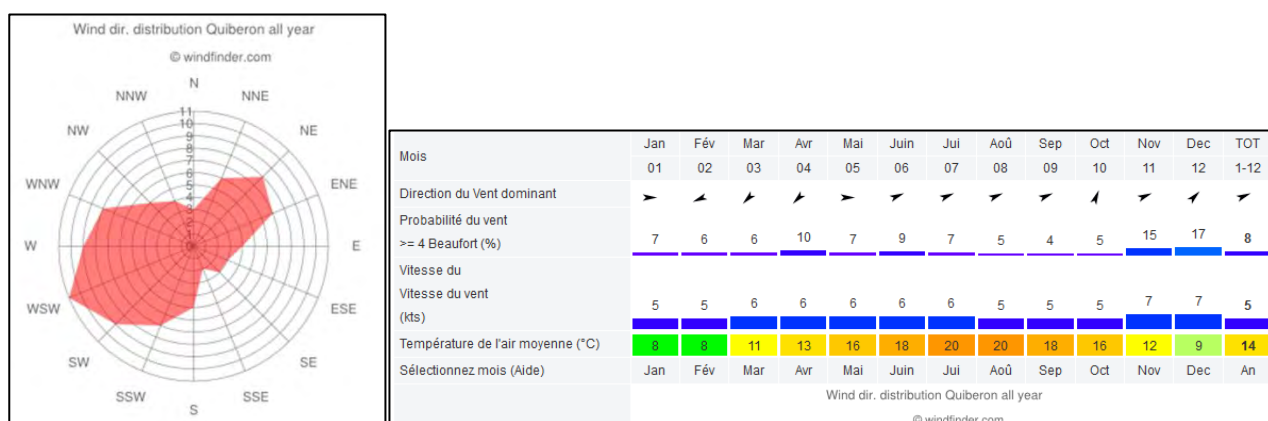 Wind dir. distribution Quiberon all year
© windfinder.com
N
NNW NNE
NW NE
11
10
9
8
7
6
5
4
WNW ENE
W E
WSW ESE
SW SE
SSW SSE
S
Mois Jan Fév Mar Avr Mai Juin Jui Aoû Sep Oct Nov Dec TOT
01 02 03 04 05 06 07 08 09 10 11 12 1-12
Direction du Vent dominant
Probabilité du vent
>= 4 Beaufort (%) 7 6 6 10 7 9 7 5 4 5 15 17 8
Vitesse du
Vitesse du vent
(kts) 5 5 6 6 6 6 6 5 5 5 7 7 5
Température de l'air moyenne (°C) 8 8 11 13 16 18 20 20 18 16 12 9 14
Sélectionnez mois (Aide) Jan Fév Mar Avr Mai Juin Jui Aoû Sep Oct Nov Dec An
Wind dir. distribution Quiberon all year
© windfinder.com